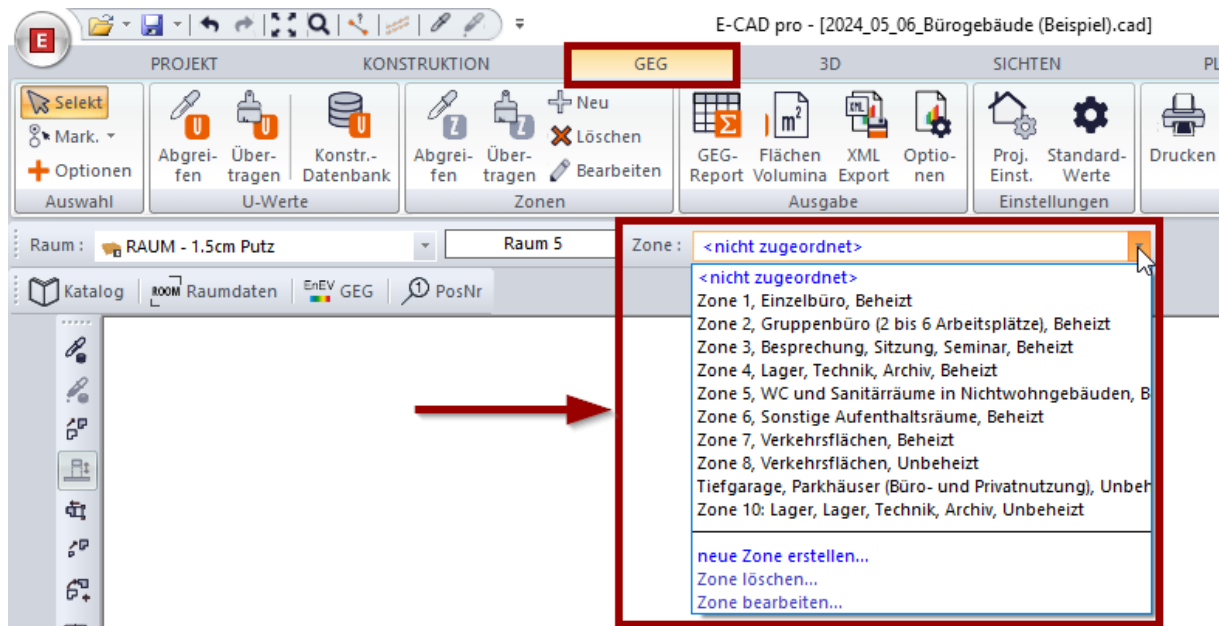 E-CAD pro - [2024_05_06_Bürogebäude (Beispiel).cad]
E
PROJEKT KONSTRUKTION GEG 3D SICHTEN PL
Selekt
Mark.
Optionen
Auswahl
U U
Abgrei- Über- Konstr.-
fen tragen Datenbank
U-Werte
Z Z
Abgrei- Über-
fen tragen
Neu
Löschen
Bearbeiten
Zonen
Σ m² XML
GEG- Flächen XML Optio-
Report Volumina Export nen
Ausgabe
Proj. Standard-
Einst. Werte
Einstellungen
Drucken
Raum : RAUM - 1.5cm Putz Raum 5 Zone : <nicht zugeordnet>
Katalog ROOM Raumdaten EnEV GEG PosNr
<nicht zugeordnet>
Zone 1, Einzelbüro, Beheizt
Zone 2, Gruppenbüro (2 bis 6 Arbeitsplätze), Beheizt
Zone 3, Besprechung, Sitzung, Seminar, Beheizt
Zone 4, Lager, Technik, Archiv, Beheizt
Zone 5, WC und Sanitärräume in Nichtwohngebäuden, B
Zone 6, Sonstige Aufenthaltsräume, Beheizt
Zone 7, Verkehrsflächen, Beheizt
Zone 8, Verkehrsflächen, Unbeheizt
Tiefgarage, Parkhäuser (Büro- und Privatnutzung), Unbeh
Zone 10: Lager, Lager, Technik, Archiv, Unbeheizt
neue Zone erstellen...
Zone löschen...
Zone bearbeiten...